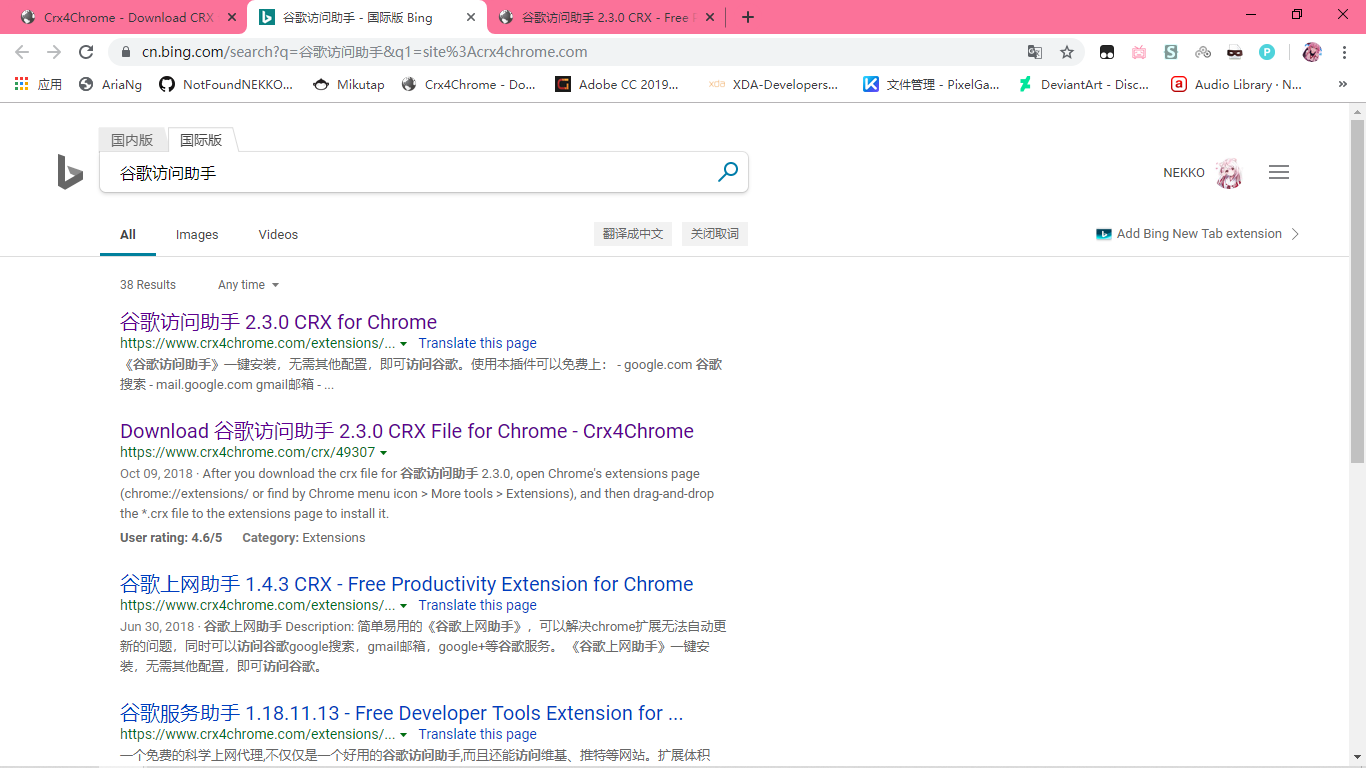 Crx4Chrome - Download CRX
谷歌访问助手 - 国际版 Bing
谷歌访问助手 2.3.0 CRX - Free
cn.bing.com/search?q=谷歌访问助手&q1=site%3Acrx4chrome.com
应用
AriaNg
NotFoundNEKKO...
Mikutap
Crx4Chrome - Do...
Adobe CC 2019...
XDA-Developers...
文件管理 - PixelGa...
DeviantArt - Disc...
Audio Library · N...
国内版
国际版
谷歌访问助手
NEKKO
All
Images
Videos
翻译成中文
关闭取词
Add Bing New Tab extension
38 Results
Any time
谷歌访问助手 2.3.0 CRX for Chrome
https://www.crx4chrome.com/extensions/... Translate this page
《谷歌访问助手》一键安装，无需其他配置，即可访问谷歌。使用本插件可以免费上： - google.com 谷歌
搜索 - mail.google.com gmail邮箱 - ...
Download 谷歌访问助手 2.3.0 CRX File for Chrome - Crx4Chrome
https://www.crx4chrome.com/crx/49307
Oct 09, 2018 · After you download the crx file for 谷歌访问助手 2.3.0, open Chrome's extensions page
(chrome://extensions/ or find by Chrome menu icon > More tools > Extensions), and then drag-and-drop
the *.crx file to the extensions page to install it.
User rating: 4.6/5 Category: Extensions
谷歌上网助手 1.4.3 CRX - Free Productivity Extension for Chrome
https://www.crx4chrome.com/extensions/... Translate this page
Jun 30, 2018 · 谷歌上网助手 Description: 简单易用的《谷歌上网助手》，可以解决chrome扩展无法自动更
新的问题，同时可以访问谷歌google搜索，gmail邮箱，google+等谷歌服务。 《谷歌上网助手》一键安
装，无需其他配置，即可访问谷歌。
谷歌服务助手 1.18.11.13 - Free Developer Tools Extension for ...
https://www.crx4chrome.com/extensions/... Translate this page
一个免费的科学上网代理,不仅仅是一个好用的谷歌访问助手,而且还能访问维基、推特等网站。扩展体积